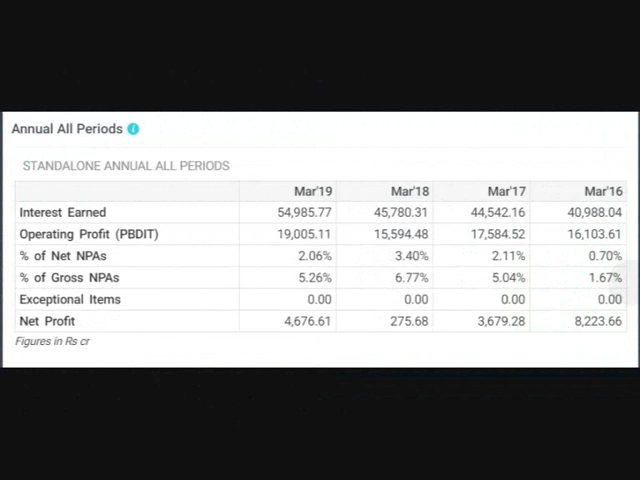 Annual All Periods
STANDALONE ANNUAL ALL PERIODS
Mar'19 Mar'18 Mar'17 Mar'16
Interest Earned 54,985.77 45,780.31 44,542.16 40,988.04
Operating Profit (PBDIT) 19,005.11 15,594.48 17,584.52 16,103.61
% of Net NPAs 2.06% 3.40% 2.11% 0.70%
% of Gross NPAs 5.26% 6.77% 5.04% 1.67%
Exceptional Items 0.00 0.00 0.00 0.00
Net Profit 4,676.61 275.68 3,679.28 8,223.66
Figures in Rs cr